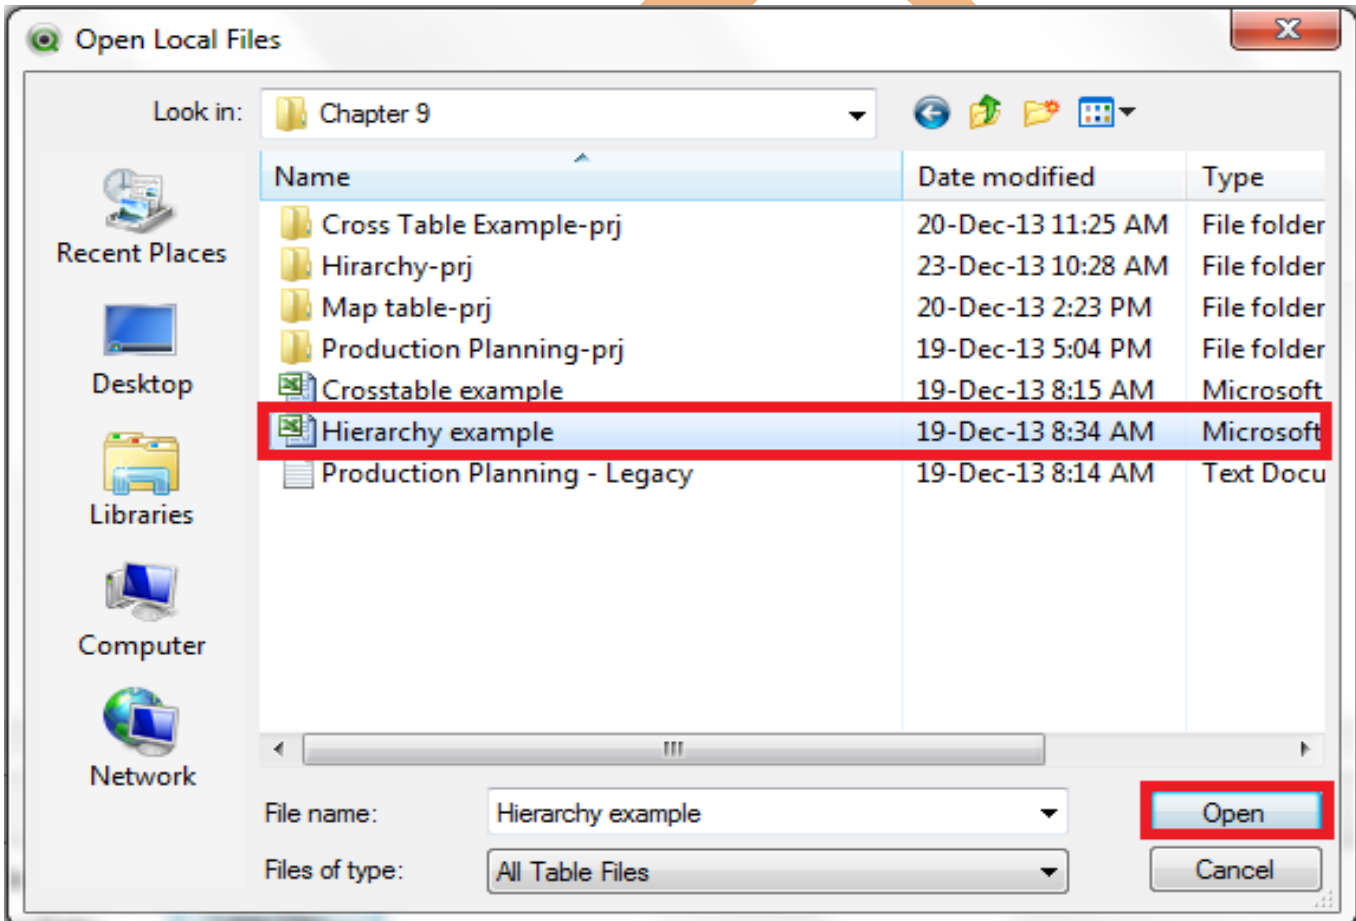 Open Local Files
Look in: Chapter 9
Name Date modified Type
Cross Table Example-prj 20-Dec-13 11:25 AM File folder
Hirarchy-prj 23-Dec-13 10:28 AM File folder
Map table-prj 20-Dec-13 2:23 PM File folder
Production Planning-prj 19-Dec-13 5:04 PM File folder
Crosstable example 19-Dec-13 8:15 AM Microsoft
Hierarchy example 19-Dec-13 8:34 AM Microsoft
Production Planning - Legacy 19-Dec-13 8:14 AM Text Docu
Recent Places
Desktop
Libraries
Computer
Network
File name: Hierarchy example Open
Files of type: All Table Files Cancel